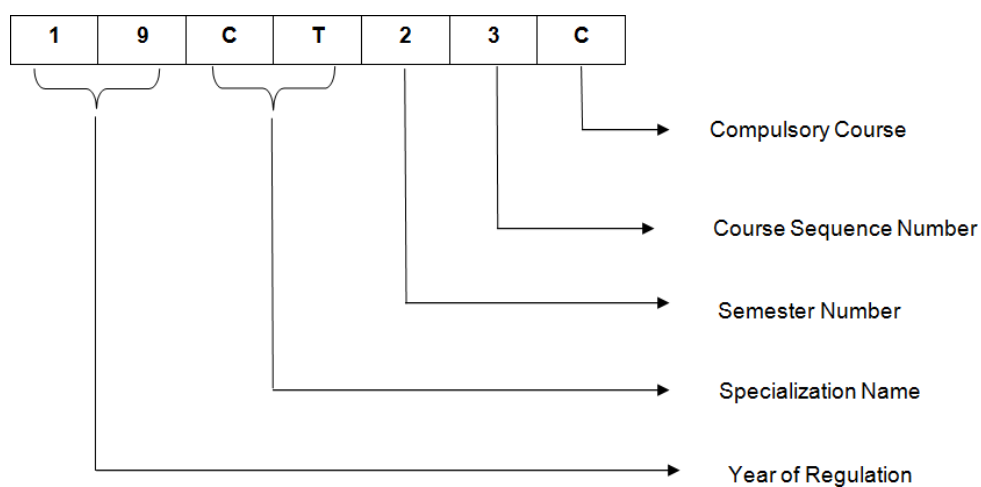 1 9 C T 2 3 C
Compulsory Course
Course Sequence Number
Semester Number
Specialization Name
Year of Regulation